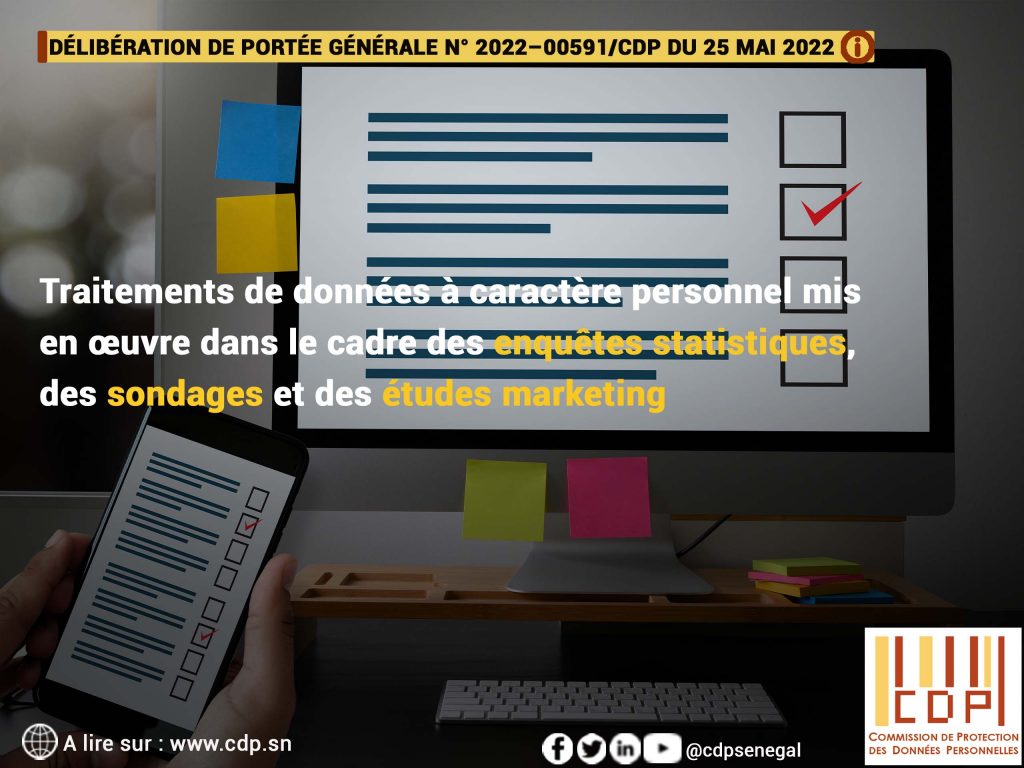 DÉLIBÉRATION DE PORTÉE GÉNÉRALE N° 2022–00591/CDP DU 25 MAI 2022
Traitements de données à caractère personnel mis
en œuvre dans le cadre des enquêtes statistiques,
des sondages et des études marketing
A lire sur : www.cdp.sn
@cdpsenegal
CDP
COMMISSION DE PROTECTION
DES DONNÉES PERSONNELLES